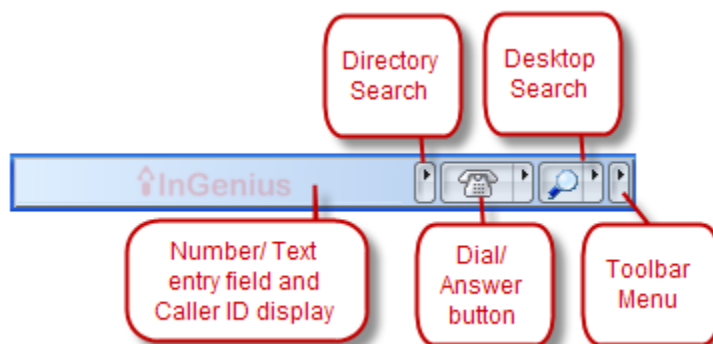 Directory
Search
Desktop
Search
InGenius
Number/ Text
entry field and
Caller ID display
Dial/
Answer
button
Toolbar
Menu